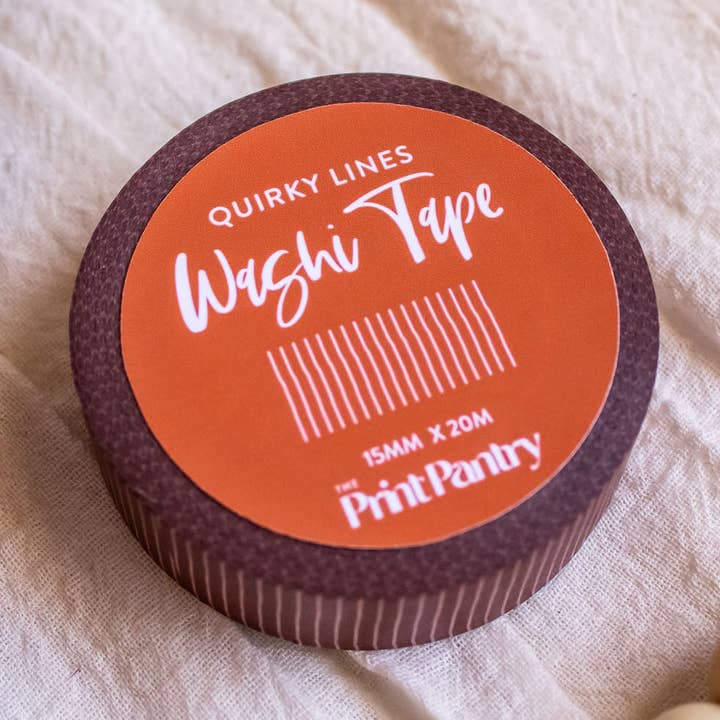 QUIRKY LINES
Washi Tape
15MM X 20M
THE
Print Pantry